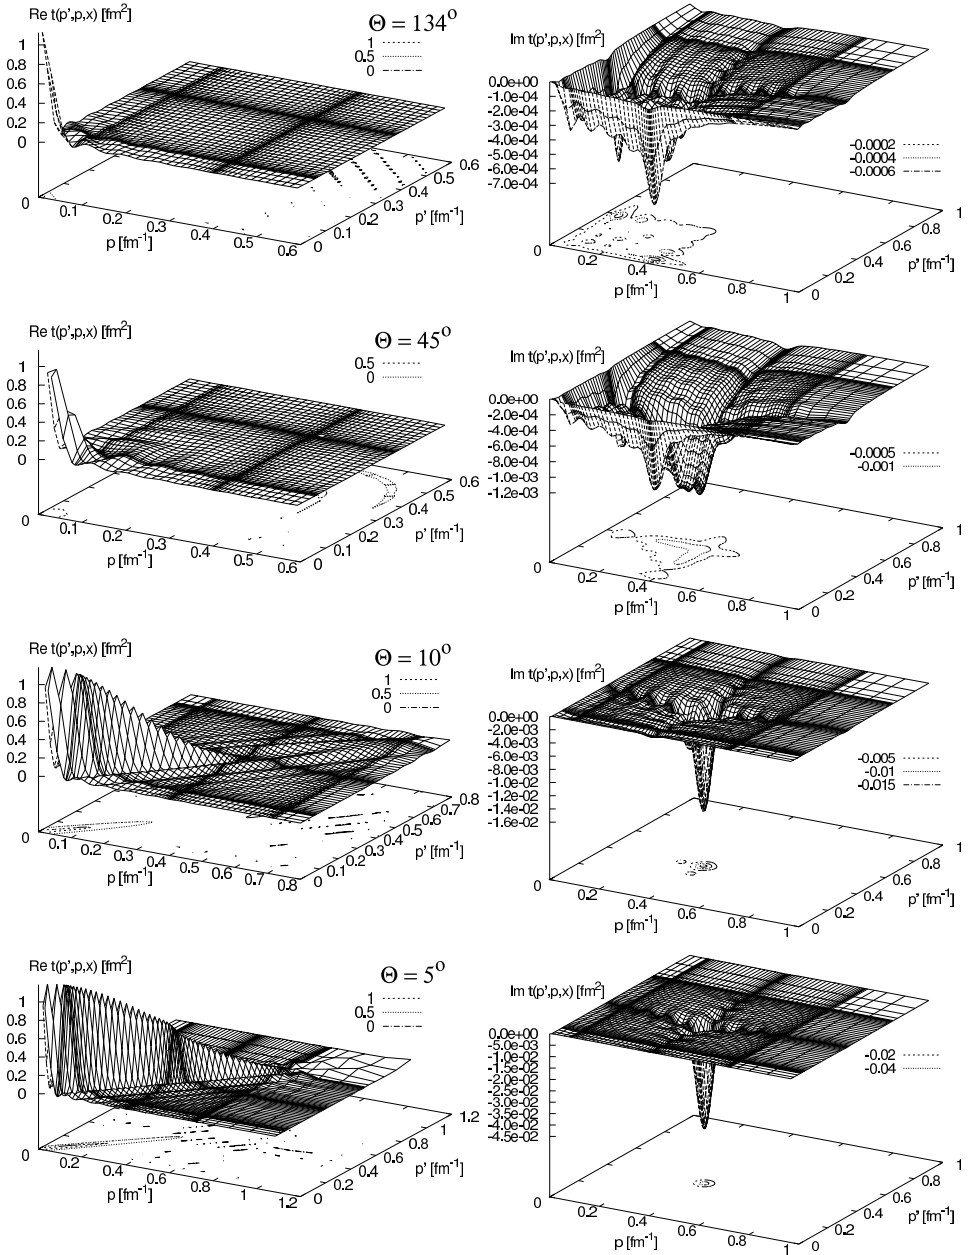 Re t(p',p,x) [fm²]
Θ = 134°
1
0.5
0
1
0.8
0.6
0.4
0.2
0
0
0.1
0.2
0.3
0.4
0.5
0.6
p [fm⁻¹]
0
0.1
0.2
0.3
0.4
0.5
0.6
p' [fm⁻¹]
Im t(p',p,x) [fm²]
0.0e+00
-1.0e-04
-2.0e-04
-3.0e-04
-4.0e-04
-5.0e-04
-6.0e-04
-7.0e-04
-0.0002
-0.0004
-0.0006
0
0.2
0.4
0.6
0.8
1
p [fm⁻¹]
0
0.2
0.4
0.6
0.8
1
p' [fm⁻¹]
Re t(p',p,x) [fm²]
Θ = 45°
0.5
0
1
0.8
0.6
0.4
0.2
0
0
0.1
0.2
0.3
0.4
0.5
0.6
p [fm⁻¹]
0
0.1
0.2
0.3
0.4
0.5
0.6
p' [fm⁻¹]
Im t(p',p,x) [fm²]
0.0e+00
-2.0e-04
-4.0e-04
-6.0e-04
-8.0e-04
-1.0e-03
-1.2e-03
-0.0005
-0.001
0
0.2
0.4
0.6
0.8
1
p [fm⁻¹]
0
0.2
0.4
0.6
0.8
1
p' [fm⁻¹]
Re t(p',p,x) [fm²]
Θ = 10°
1
0.5
0
1
0.8
0.6
0.4
0.2
0
0
0.1
0.2
0.3
0.4
0.5
0.6
0.7
0.8
p [fm⁻¹]
0
0.1
0.2
0.3
0.4
0.5
0.6
0.7
0.8
p' [fm⁻¹]
Im t(p',p,x) [fm²]
0.0e+00
-2.0e-03
-4.0e-03
-6.0e-03
-8.0e-03
-1.0e-02
-1.2e-02
-1.4e-02
-1.6e-02
-0.005
-0.01
-0.015
0
0.2
0.4
0.6
0.8
1
p [fm⁻¹]
0
0.2
0.4
0.6
0.8
1
p' [fm⁻¹]
Re t(p',p,x) [fm²]
Θ = 5°
1
0.5
0
1
0.8
0.6
0.4
0.2
0
0
0.2
0.4
0.6
0.8
1
1.2
p [fm⁻¹]
0
0.2
0.4
0.6
0.8
1
1.2
p' [fm⁻¹]
Im t(p',p,x) [fm²]
0.0e+00
-5.0e-03
-1.0e-02
-1.5e-02
-2.0e-02
-2.5e-02
-3.0e-02
-3.5e-02
-4.0e-02
-4.5e-02
-0.02
-0.04
0
0.2
0.4
0.6
0.8
1
p [fm⁻¹]
0
0.2
0.4
0.6
0.8
1
p' [fm⁻¹]